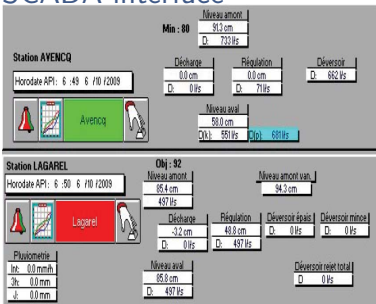 SCADA interface
Niveau amont
Min : 80
91.3 cm
D: 733 l/s
Station AVENCQ
Décharge
Régulation
Déversoir
0.0 cm
0.0 cm
D: 662 l/s
Horodate API : 6 :49 6 /10 /2009
D: 0 l/s
D: 71 l/s
Avencq
Niveau aval
58.0 cm
D(k): 551 l/s
D(p): 681 l/s
Station LAGAREL
Obj : 92
Niveau amont
Niveau amont van.
Horodate API : 6 :50 6 /10 /2009
85.4 cm
94.3 cm
497 l/s
Lagarel
Décharge
Régulation
Déversoir épais
Déversoir mince
-3.2 cm
48.8 cm
D: 0 l/s
D: 0 l/s
D: 0 l/s
D: 497 l/s
Pluviometrie
Int: 0.0 mm/h
3h: 0.0 mm
J: 0.0 mm
Niveau aval
85.8 cm
D: 497 l/s
Déversoir rejet total
D 0 l/s